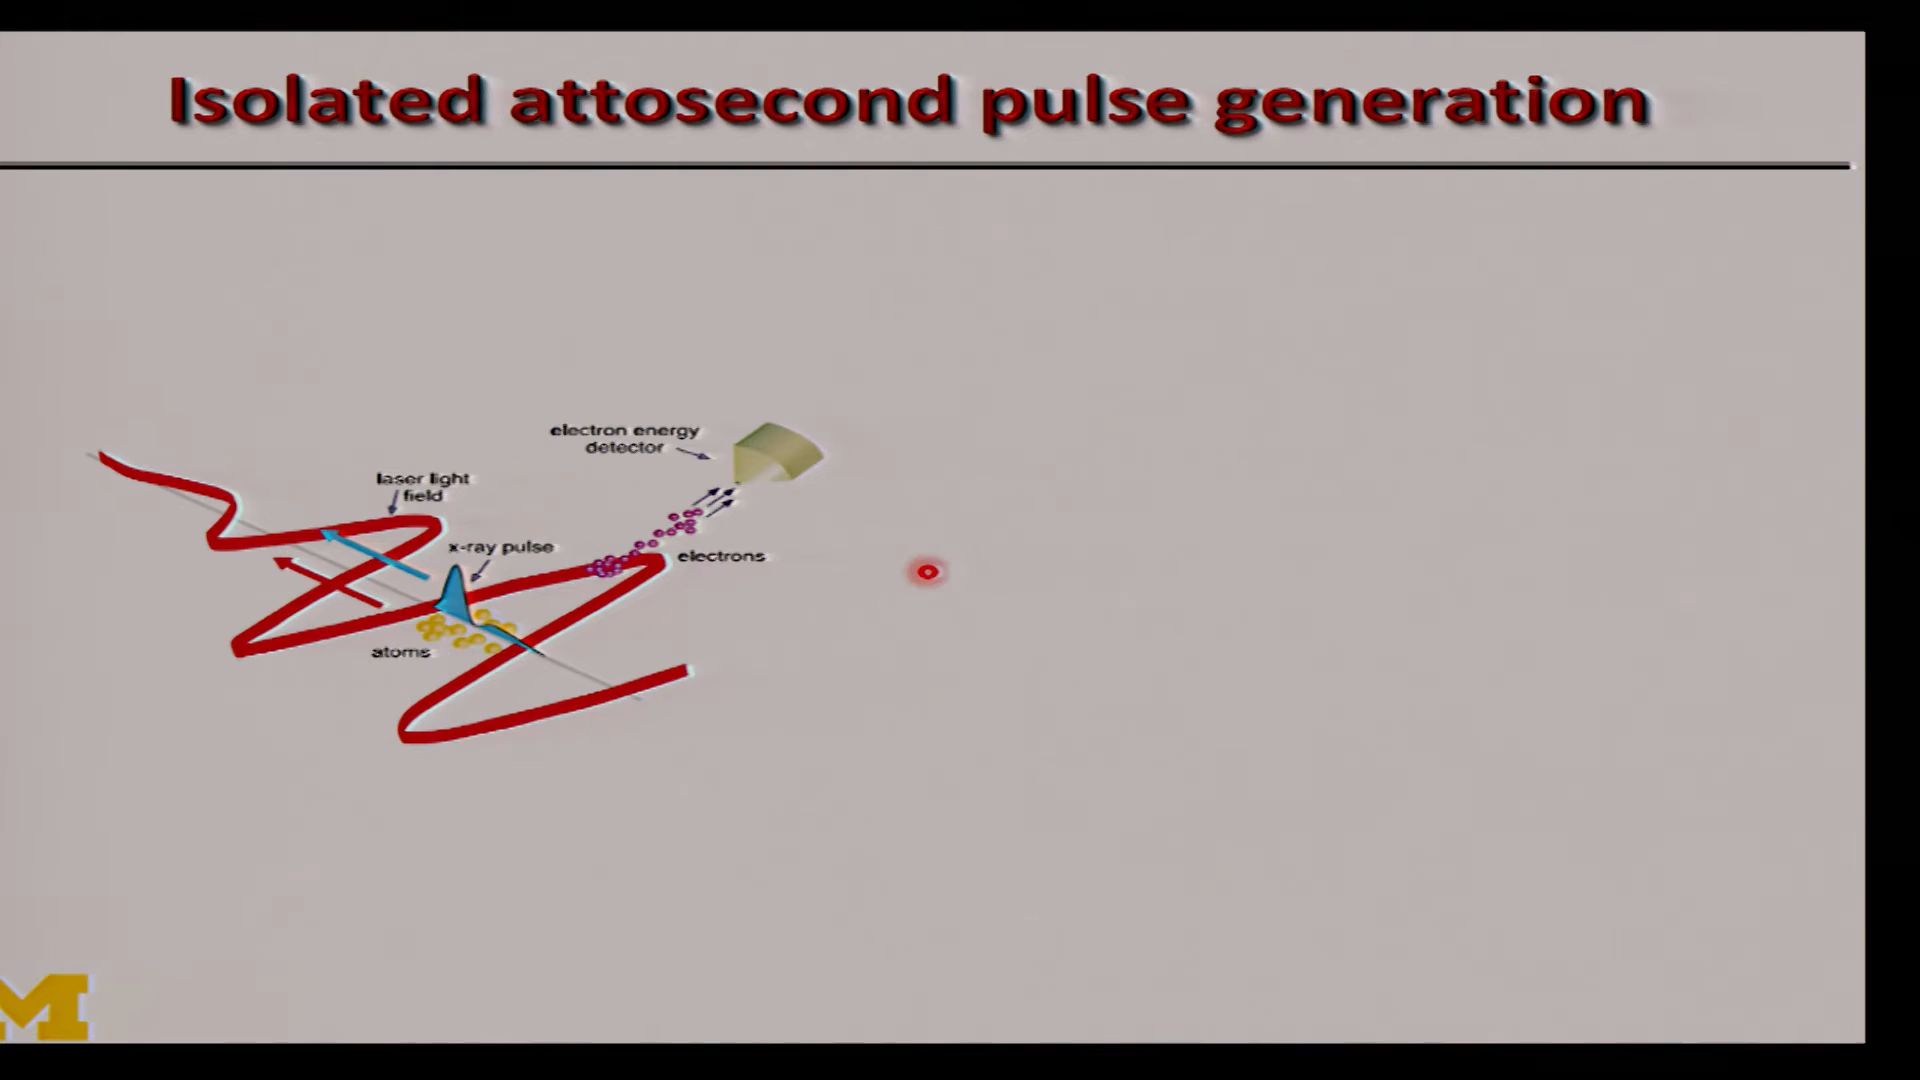 Isolated attosecond pulse generation
electron energy
detector
laser light
field
x-ray pulse
electrons
atoms
M